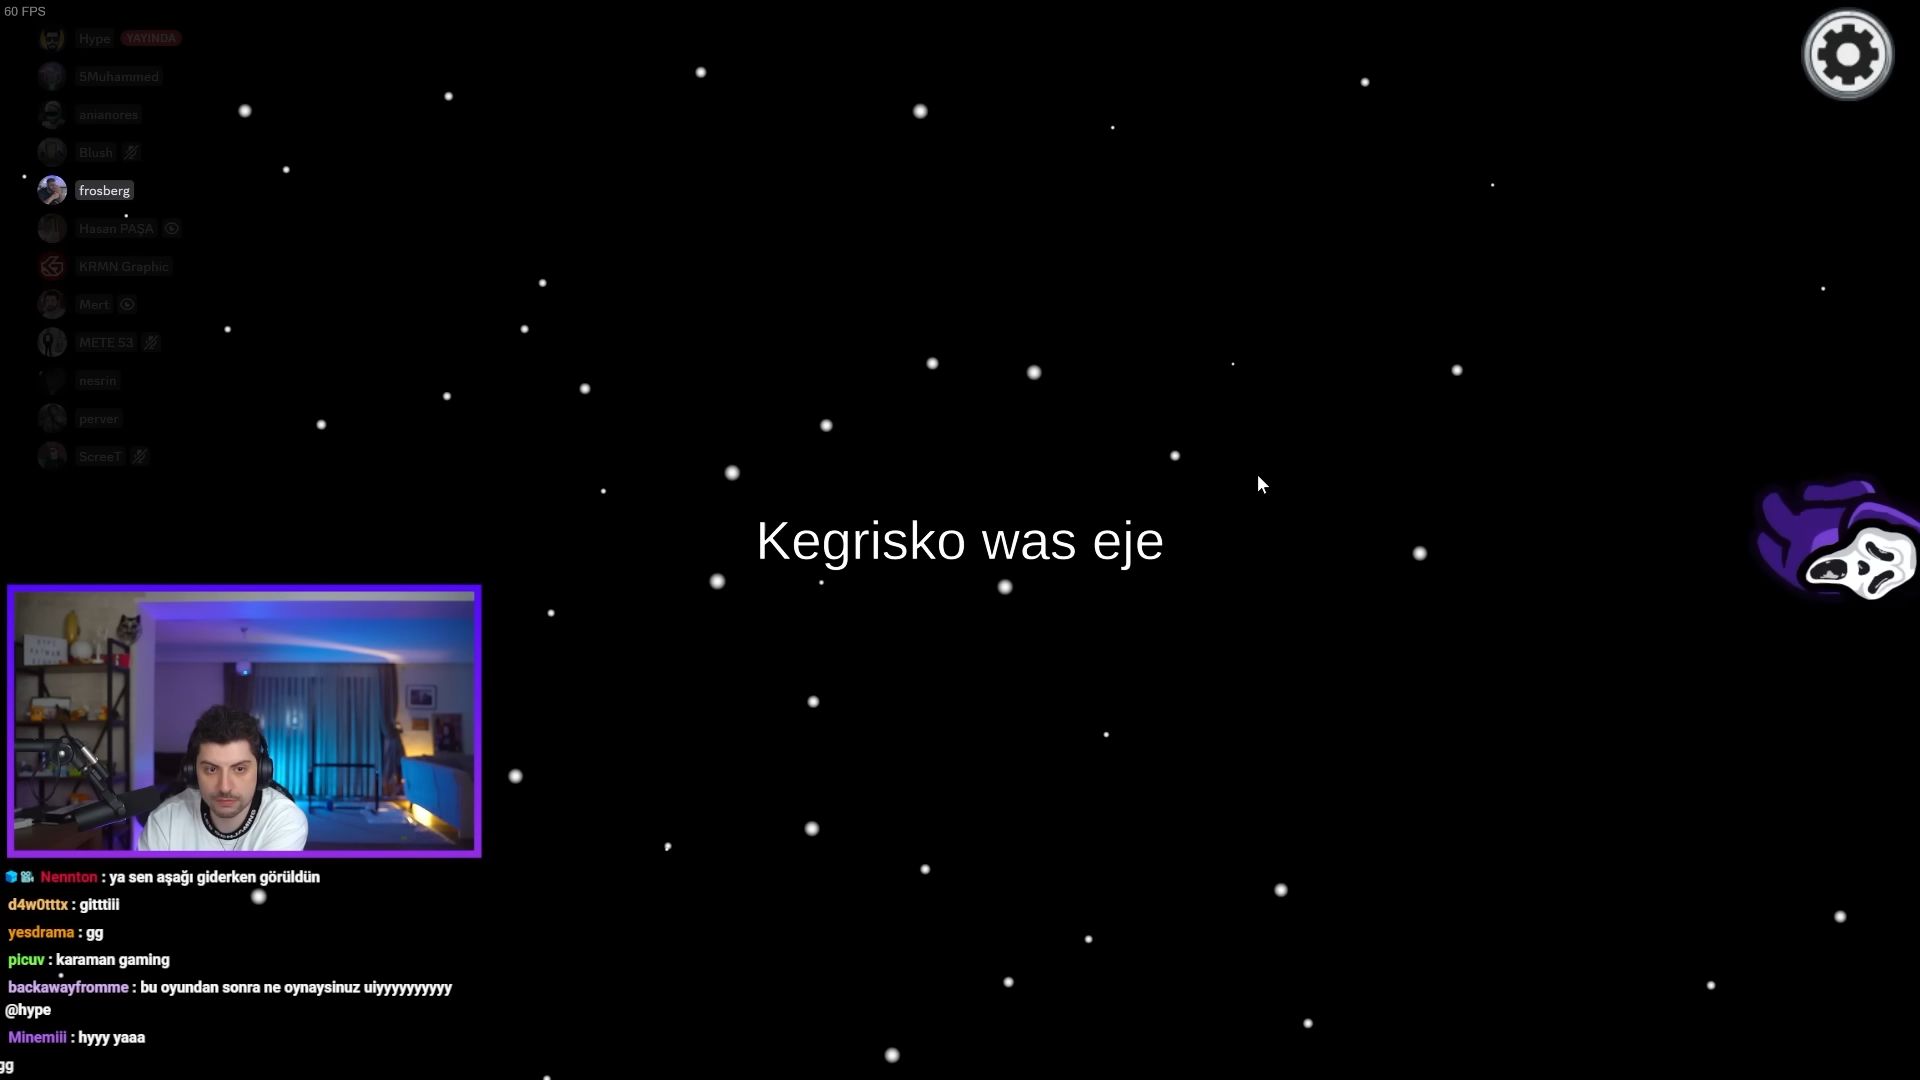 60 FPS
Hype YAYINDA
5Muhammed
anianores
Blush
frosberg
Hasan PAŞA
KRMN Graphic
Mert
METE 53
nesrin
perver
ScreeT
Kegrisko was eje
Nennton : ya sen aşağı giderken görüldün
d4w0tttx : gitttiii
yesdrama : gg
picuv : karaman gaming
backawayfromme : bu oyundan sonra ne oynaysinuz uiyyyyyyyyyy
@hype
Minemiii : hyyy yaaa
gg